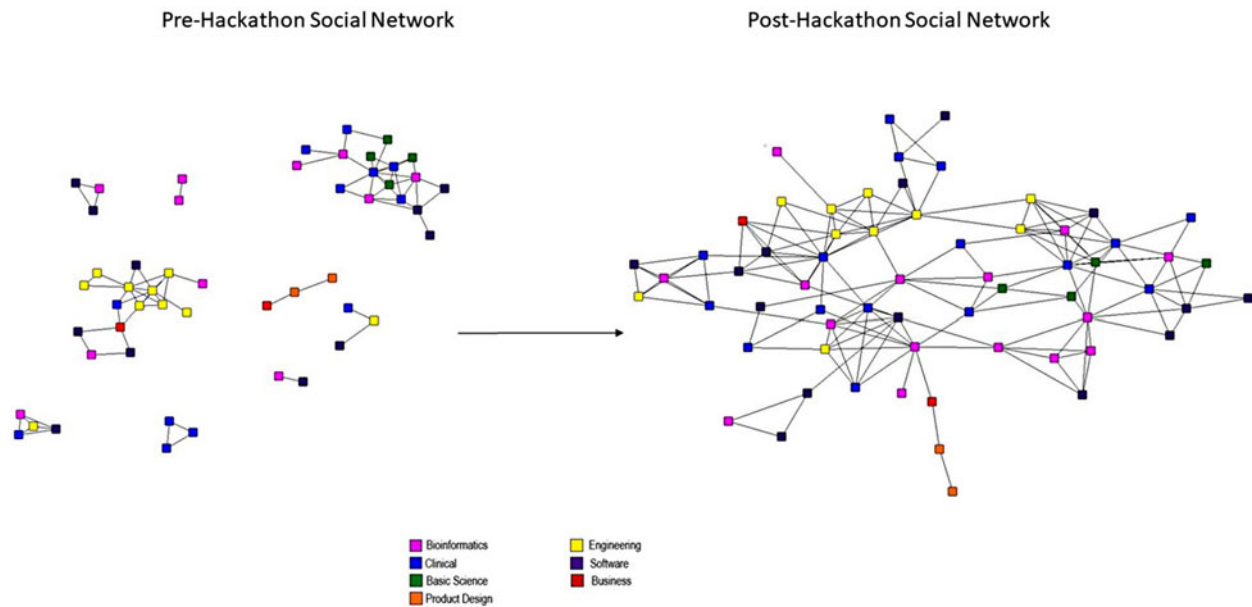 Pre-Hackathon Social Network
Post-Hackathon Social Network
Bioinformatics
Clinical
Basic Science
Product Design
Engineering
Software
Business